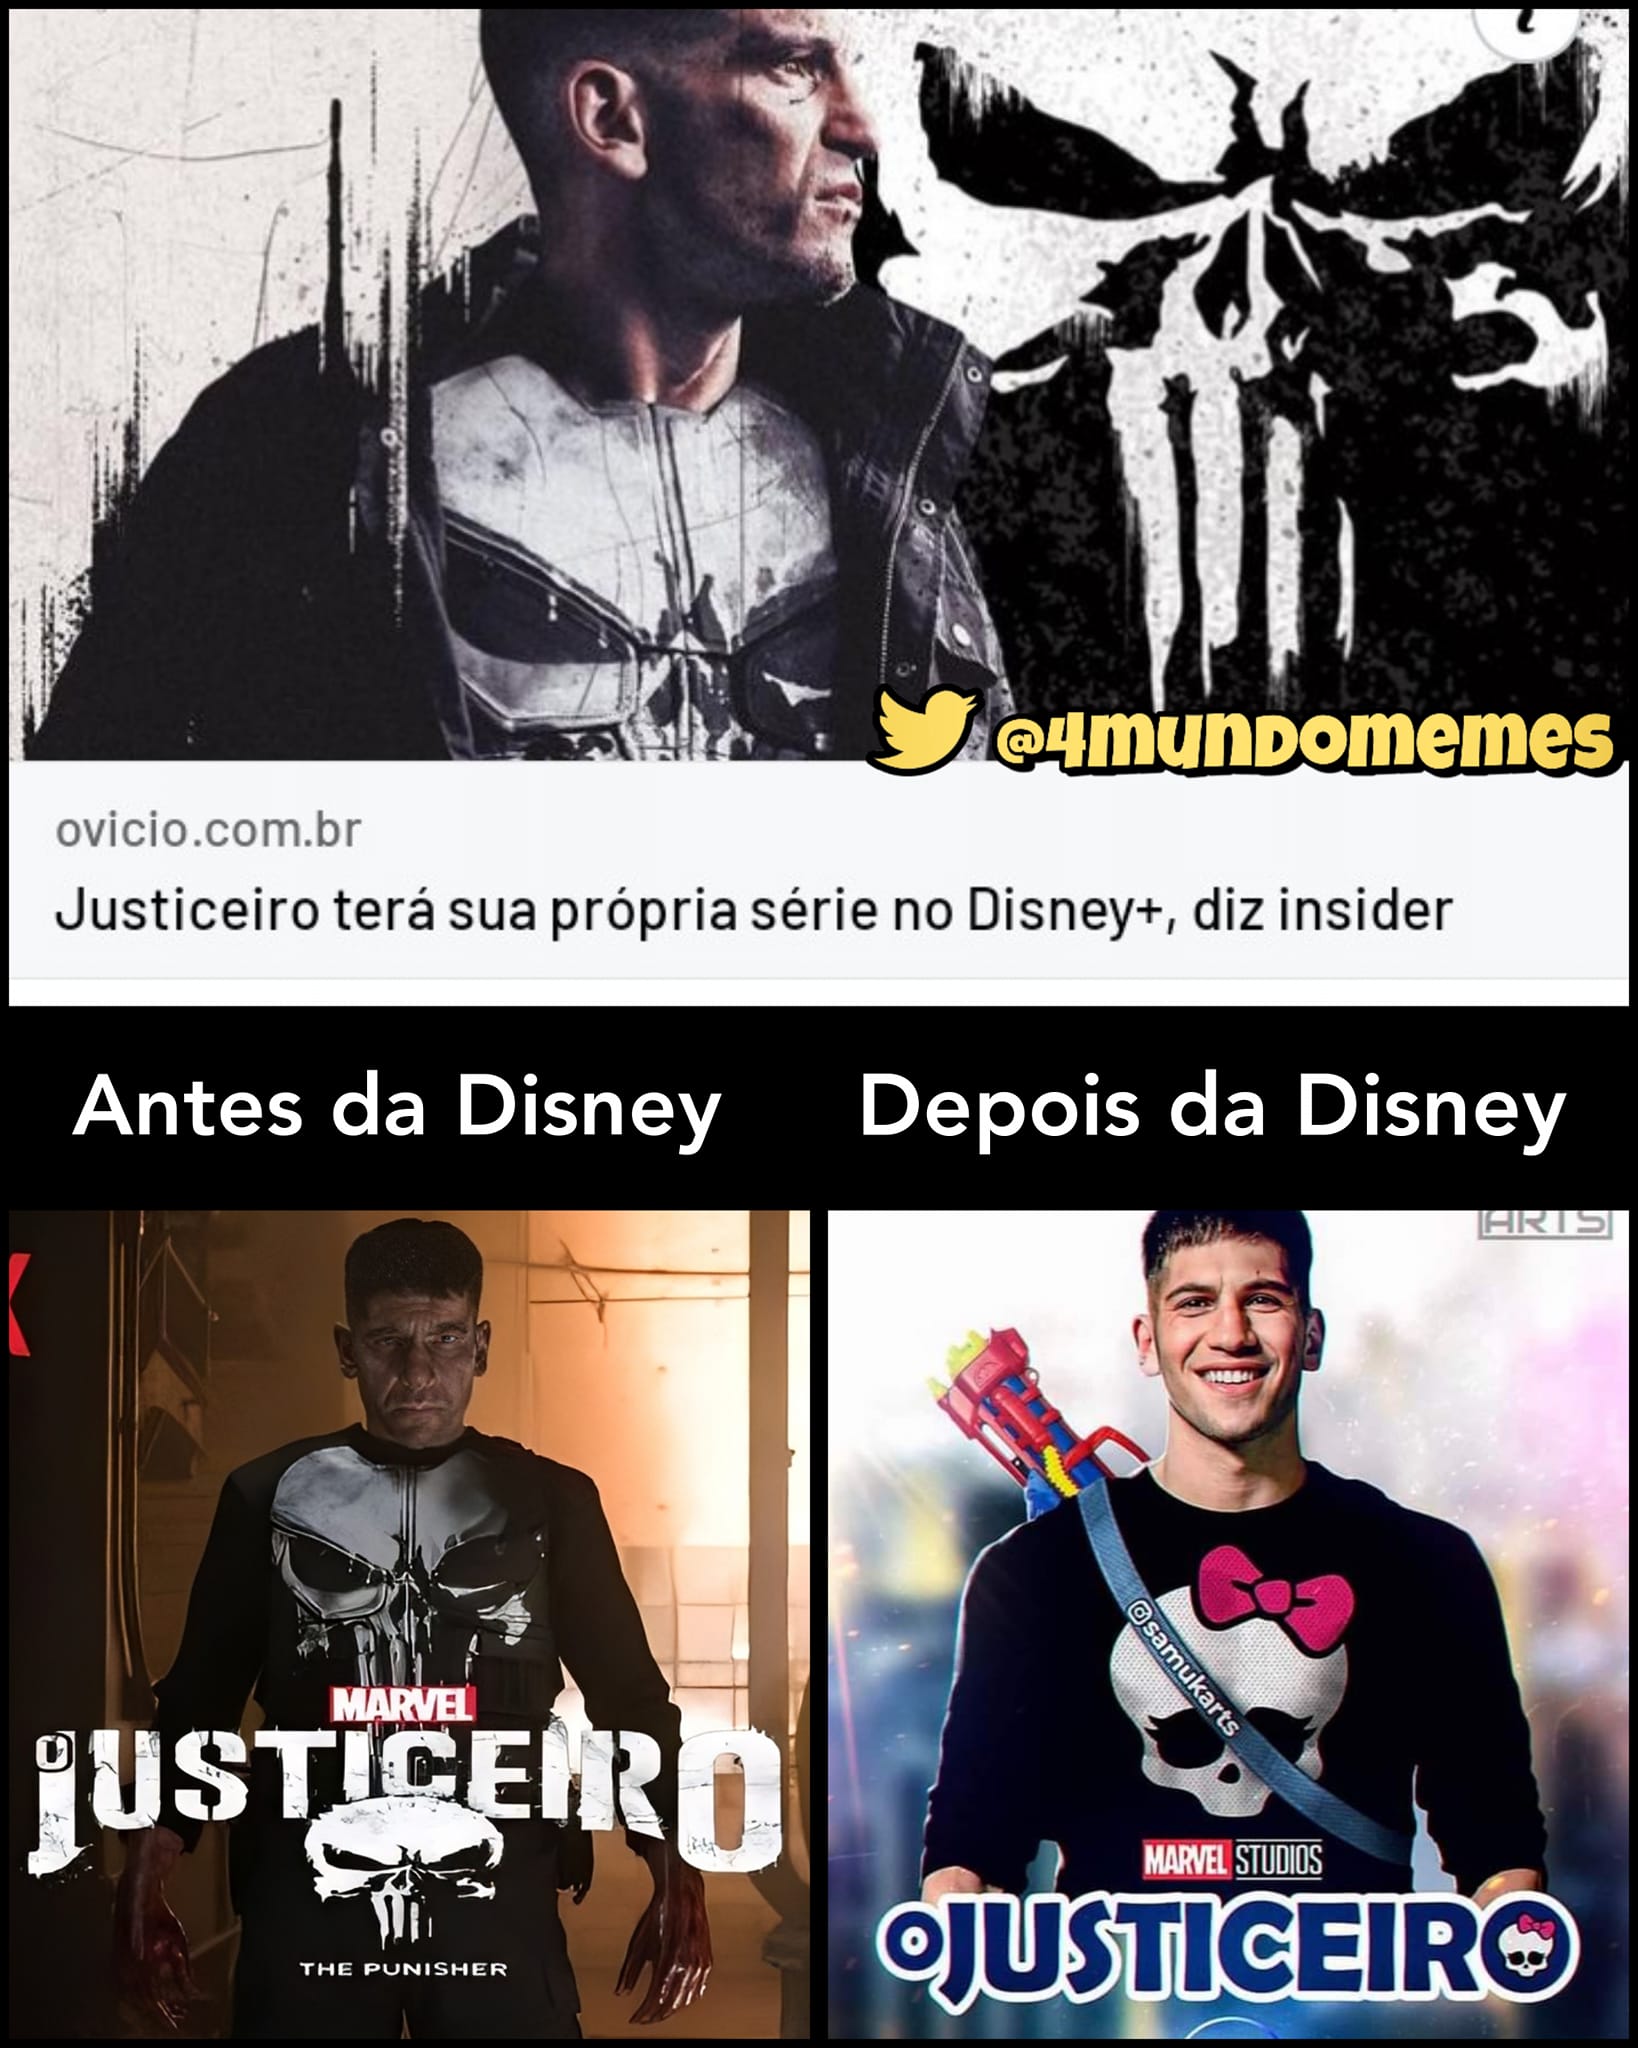 i
@4mundomemes
ovicio.com.br
Justiceiro terá sua própria série no Disney+, diz insider
Antes da Disney
Depois da Disney
ARTS
MARVEL
O JUSTICEIRO
THE PUNISHER
@samukarts
MARVEL STUDIOS
O JUSTICEIRO